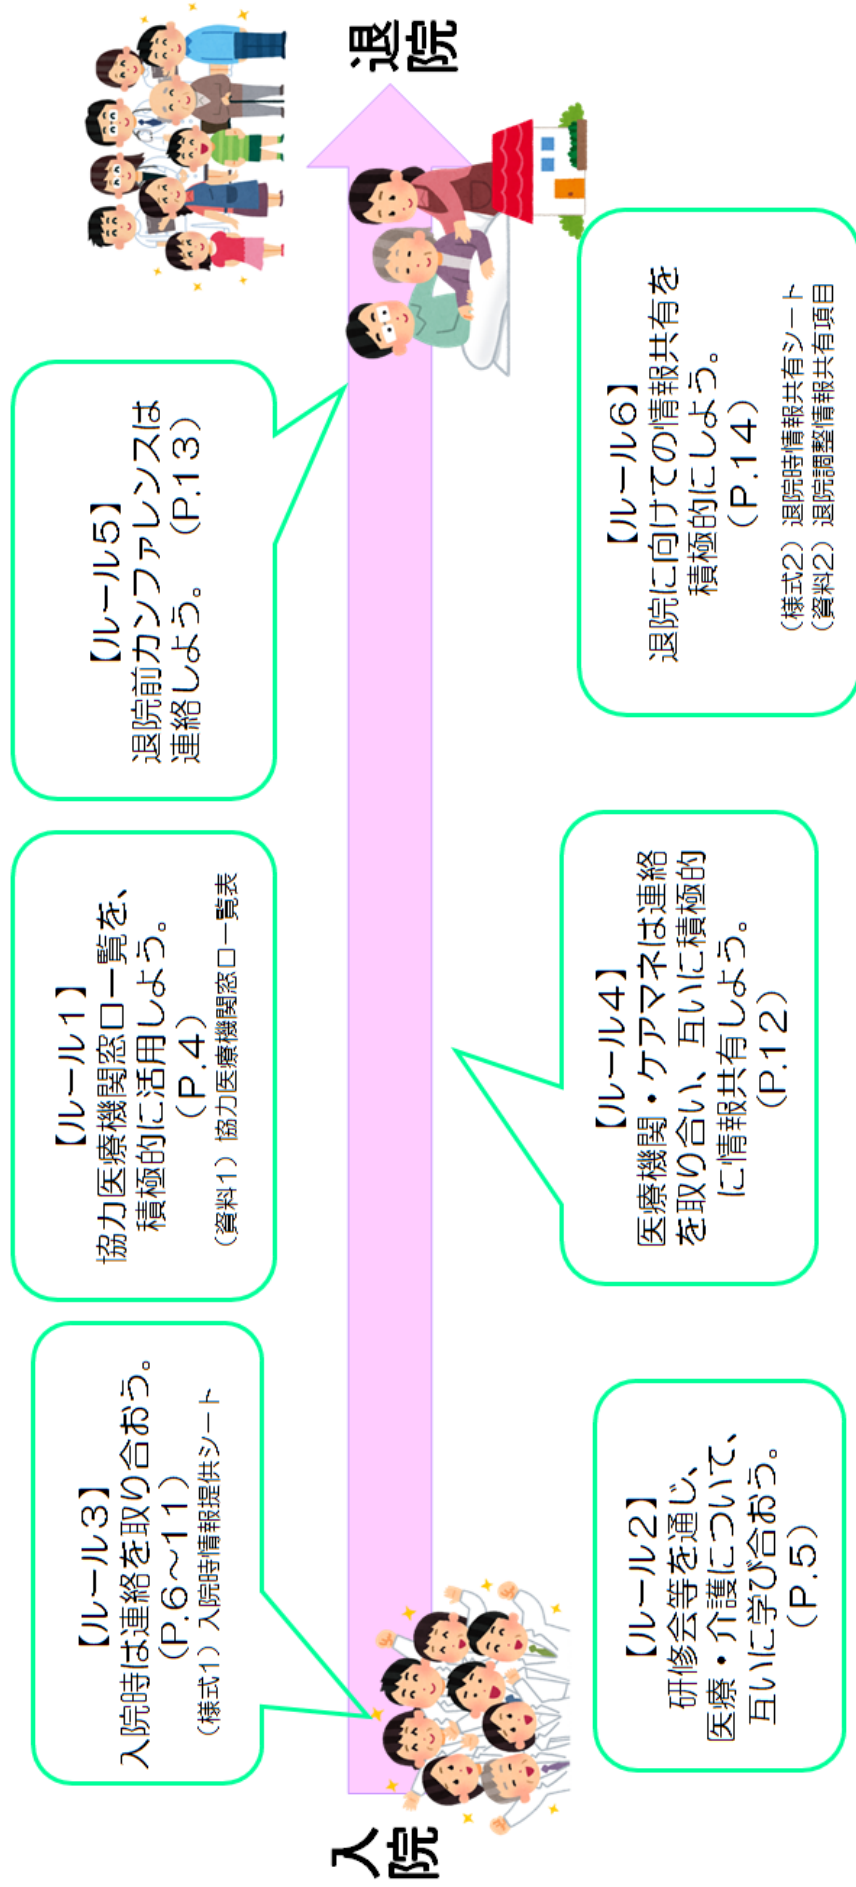 【ルール3】
入院時は連絡を取り合おう。
(P.6～11)
(様式1) 入院時情報提供シート
【ルール1】
協力医療機関窓口一覧を、
積極的に活用しよう。
(P.4)
(資料1) 協力医療機関窓口一覧表
【ルール5】
退院前カンファレンスは
連絡しよう。 (P.13)
入院
退院
【ルール2】
研修会等を通じ、
医療・介護について、
互いに学び合おう。
(P.5)
【ルール4】
医療機関・ケアマネは連絡
を取り合い、互いに積極的
に情報共有しよう。
(P.12)
【ルール6】
退院に向けての情報共有を
積極的にしよう。
(P.14)
(様式2) 退院時情報共有シート
(資料2) 退院調整情報共有項目